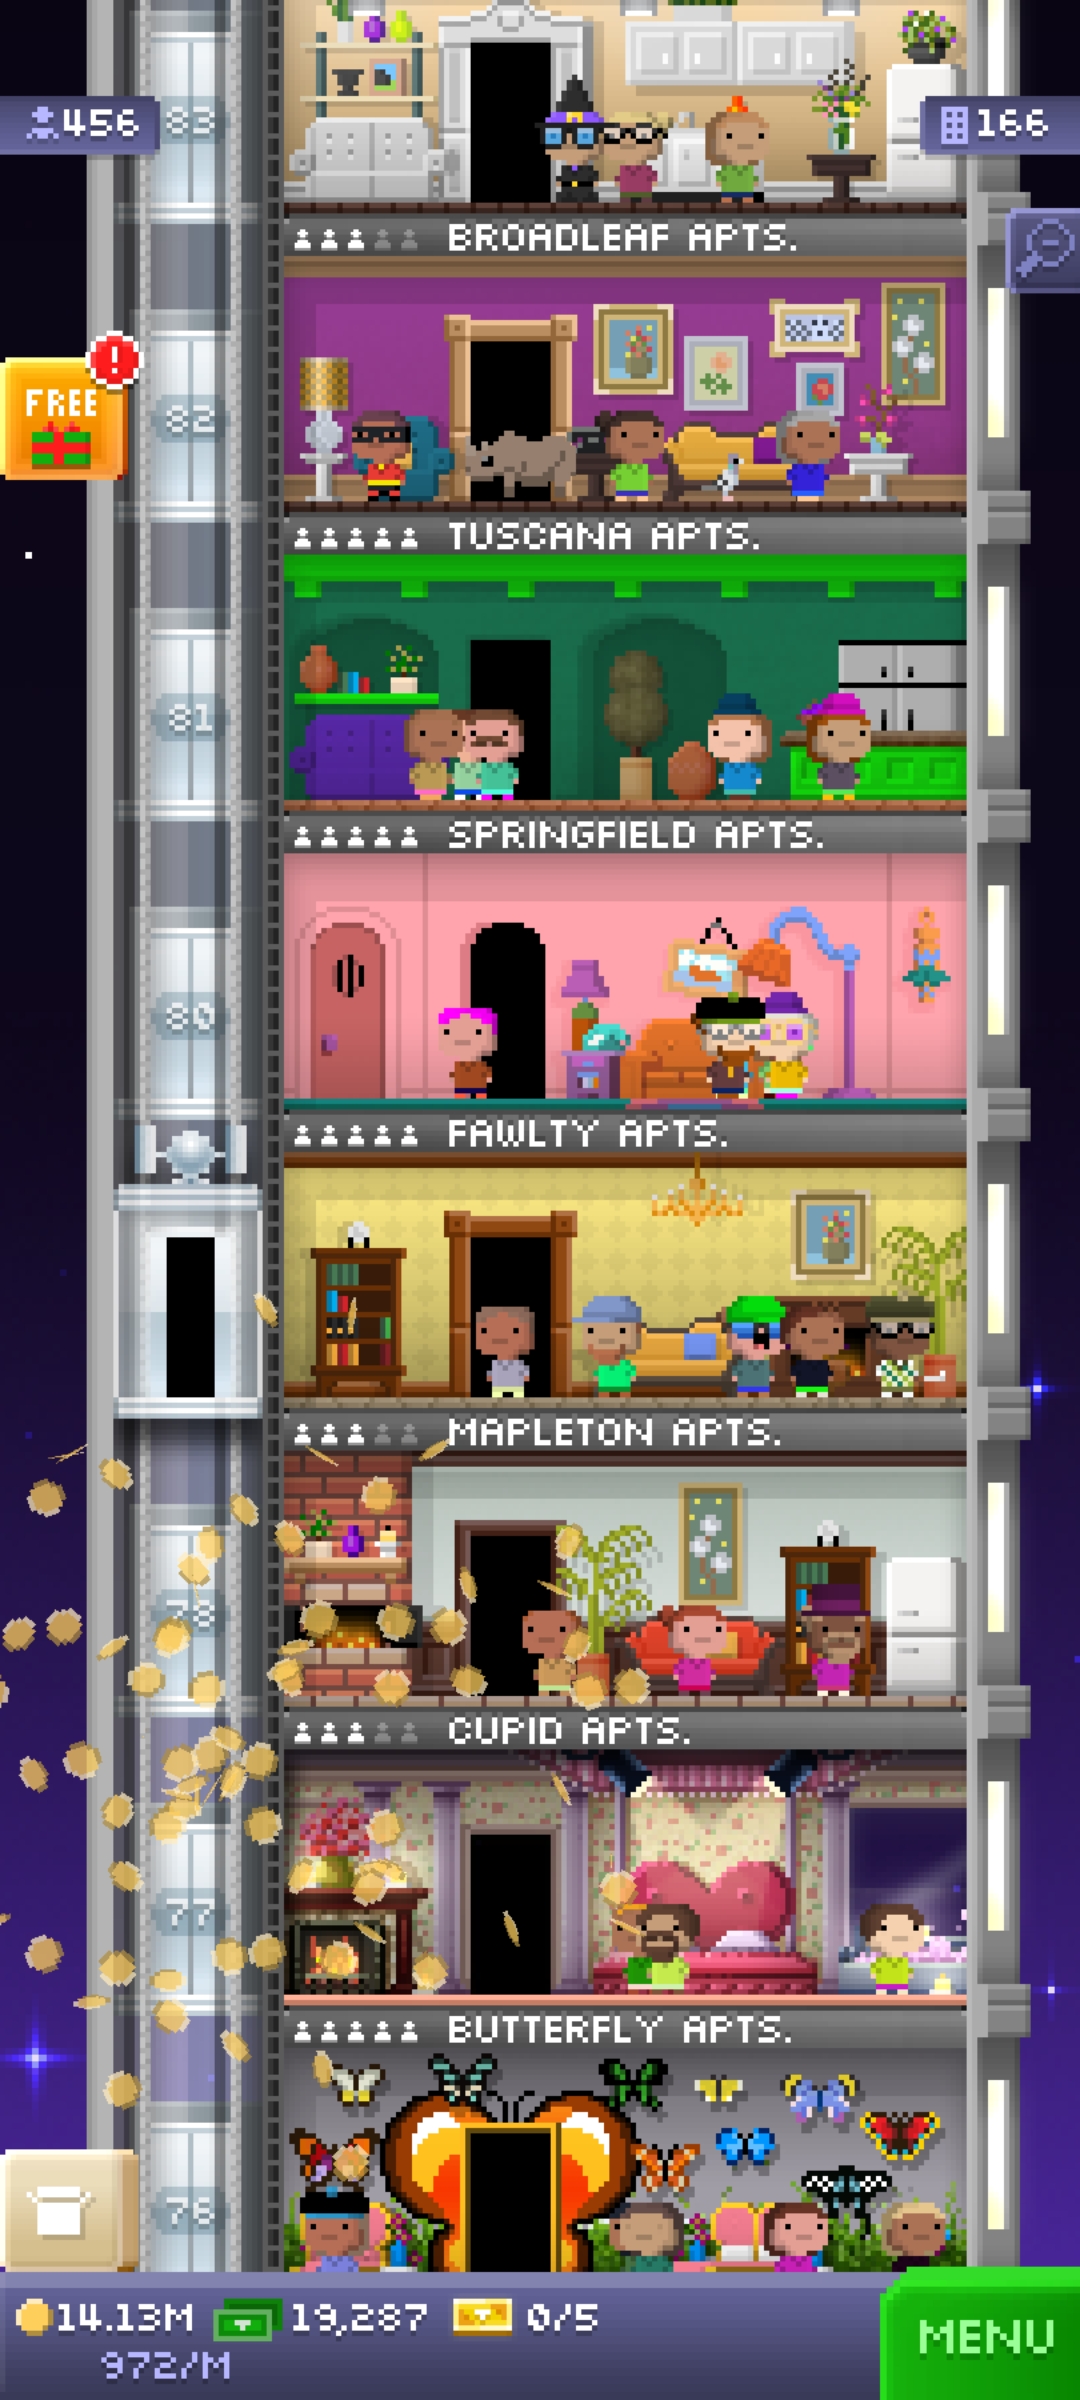 83
456
166
BROADLEAF APTS.
FREE
!
82
TUSCANA APTS.
81
SPRINGFIELD APTS.
80
FAWLTY APTS.
MAPLETON APTS.
78
CUPID APTS.
77
BUTTERFLY APTS.
76
14.13M 19,287 0/5
972/M
MENU